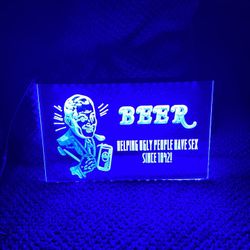 BEER
HELPING UGLY PEOPLE HAVE SEX
SINCE 1842!